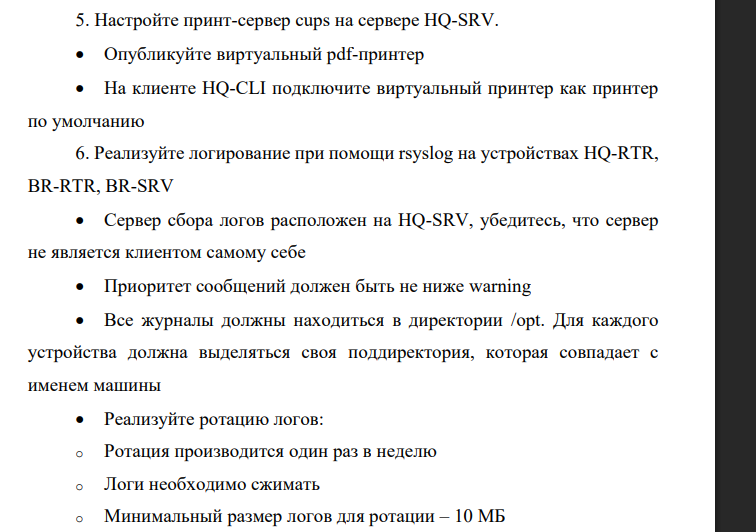 5. Настройте принт-сервер cups на сервере HQ-SRV.
• Опубликуйте виртуальный pdf-принтер
• На клиенте HQ-CLI подключите виртуальный принтер как принтер
по умолчанию
6. Реализуйте логирование при помощи rsyslog на устройствах HQ-RTR,
BR-RTR, BR-SRV
• Сервер сбора логов расположен на HQ-SRV, убедитесь, что сервер
не является клиентом самому себе
• Приоритет сообщений должен быть не ниже warning
• Все журналы должны находиться в директории /opt. Для каждого
устройства должна выделяться своя поддиректория, которая совпадает с
именем машины
• Реализуйте ротацию логов:
o Ротация производится один раз в неделю
o Логи необходимо сжимать
o Минимальный размер логов для ротации – 10 МБ